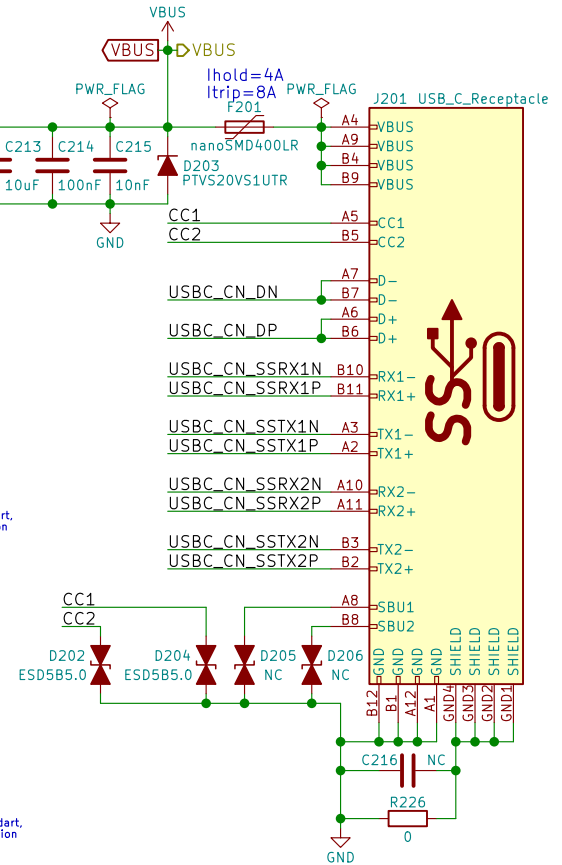 VBUS
VBUS
VBUS
Ihold=4A
Itrip=8A
PWR_FLAG
PWR_FLAG
F201
nanoSMD400LR
J201 USB_C_Receptacle
C213
10uF
C214
100nF
C215
10nF
D203
PTVS20VS1UTR
GND
A4 VBUS
A9 VBUS
B4 VBUS
B9 VBUS
CC1 A5 CC1
CC2 B5 CC2
A7 D-
USBC_CN_DN B7 D-
A6 D+
USBC_CN_DP B6 D+
USBC_CN_SSRX1N B10 RX1-
USBC_CN_SSRX1P B11 RX1+
USBC_CN_SSTX1N A3 TX1-
USBC_CN_SSTX1P A2 TX1+
USBC_CN_SSRX2N A10 RX2-
USBC_CN_SSRX2P A11 RX2+
USBC_CN_SSTX2N B3 TX2-
USBC_CN_SSTX2P B2 TX2+
SS
rt,
n
CC1
CC2
A8 SBU1
B8 SBU2
D202
ESD5B5.0
D204
ESD5B5.0
D205
NC
D206
NC
GND GND GND GND SHIELD SHIELD SHIELD SHIELD
B12 B1 A12 A1 GND4 GND3 GND2 GND1
C216 NC
R226
0
GND
dart,
ion